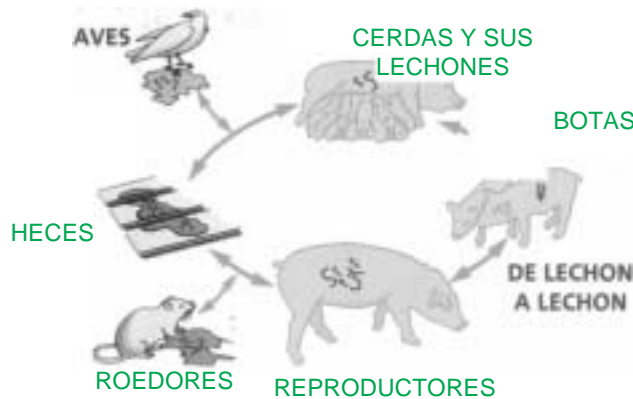 AVES
CERDAS Y SUS
LECHONES
BOTAS
HECES
DE LECHON
A LECHON
ROEDORES
REPRODUCTORES